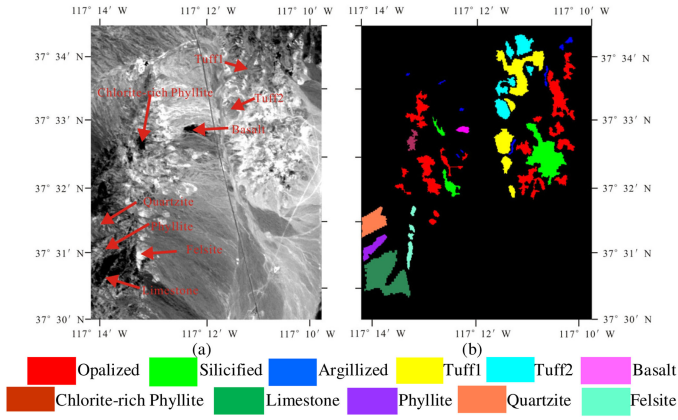 117° 14′ W 117° 12′ W 117° 10′ W 117° 14′ W 117° 12′ W 117° 10′ W
37° 34′ N 37° 34′ N
37° 33′ N 37° 33′ N
37° 32′ N 37° 32′ N
37° 31′ N 37° 31′ N
37° 30′ N 37° 30′ N
Tuff1
Chlorite-rich Phyllite
Tuff2
Basalt
Quartzite
Phyllite
Felsite
Limestone
117° 14′ W 117° 12′ W 117° 10′ W 117° 14′ W 117° 12′ W 117° 10′ W
(a) (b)
Opalized Silicified Argillized Tuff1 Tuff2 Basalt
Chlorite-rich Phyllite Limestone Phyllite Quartzite Felsite